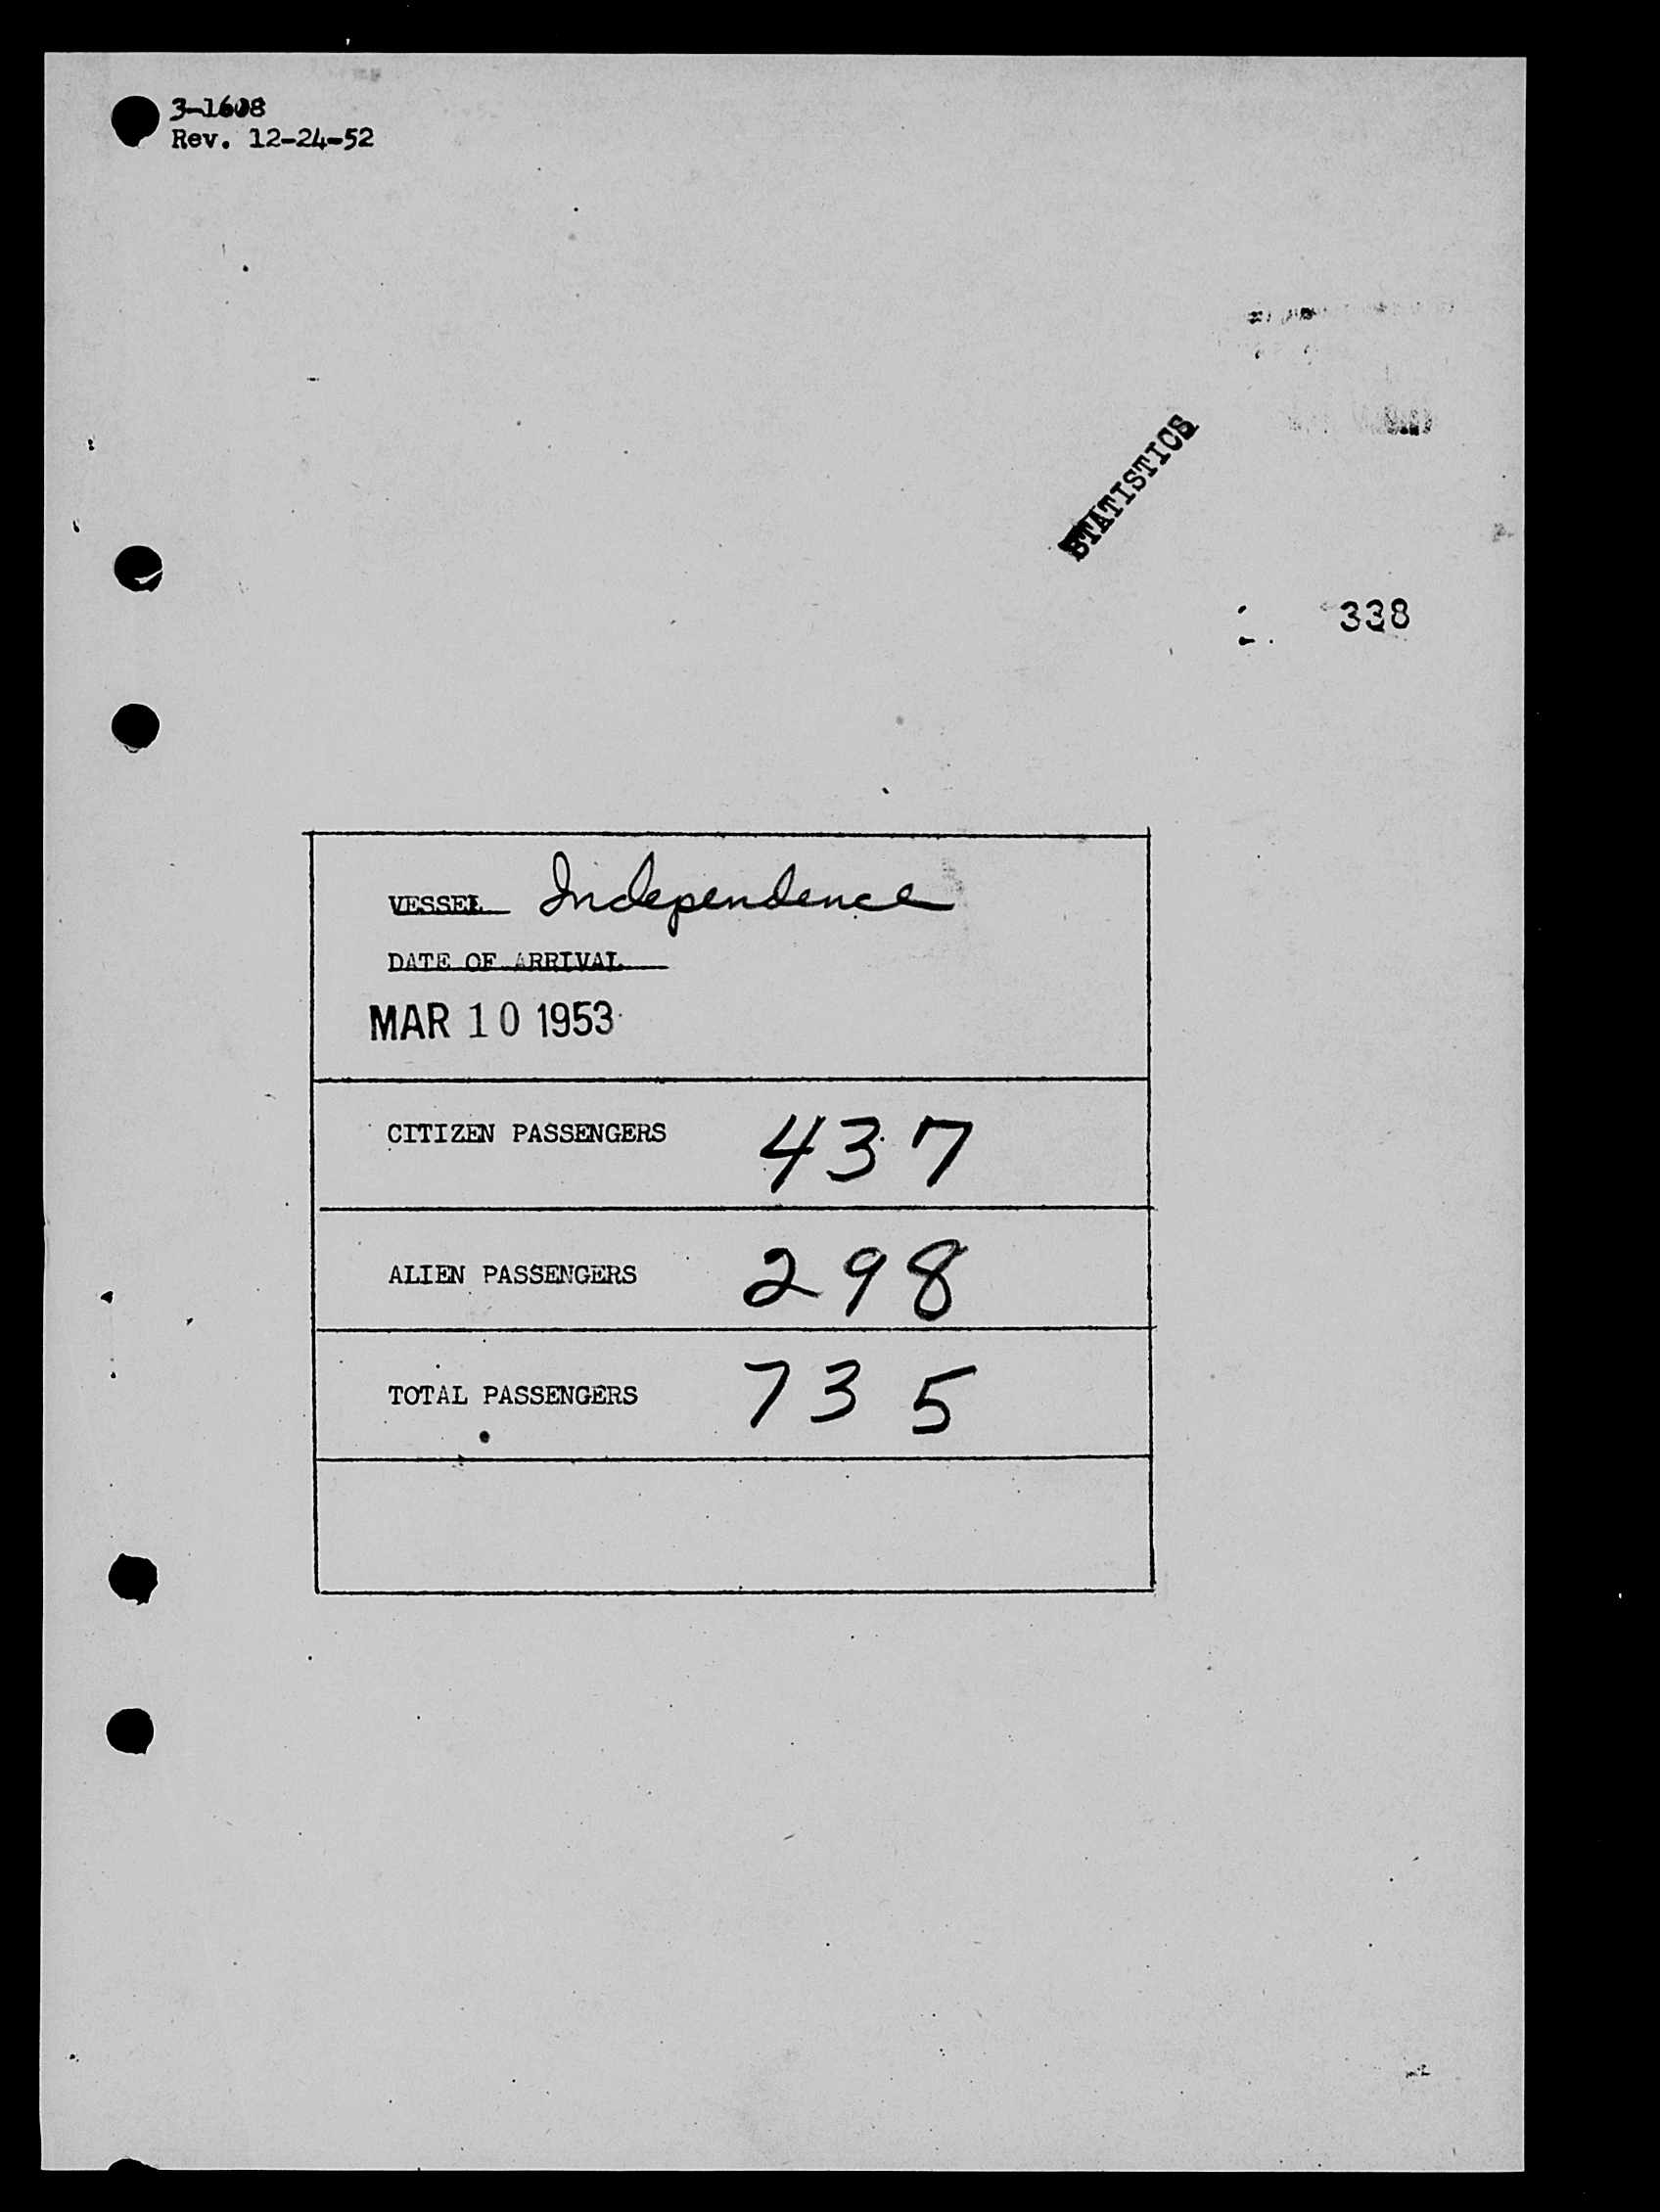 3-1608
Rev. 12-24-52
STATISTICS
338
VESSEL Independence
DATE OF ARRIVAL
MAR 10 1953
CITIZEN PASSENGERS 437
ALIEN PASSENGERS 298
TOTAL PASSENGERS 735